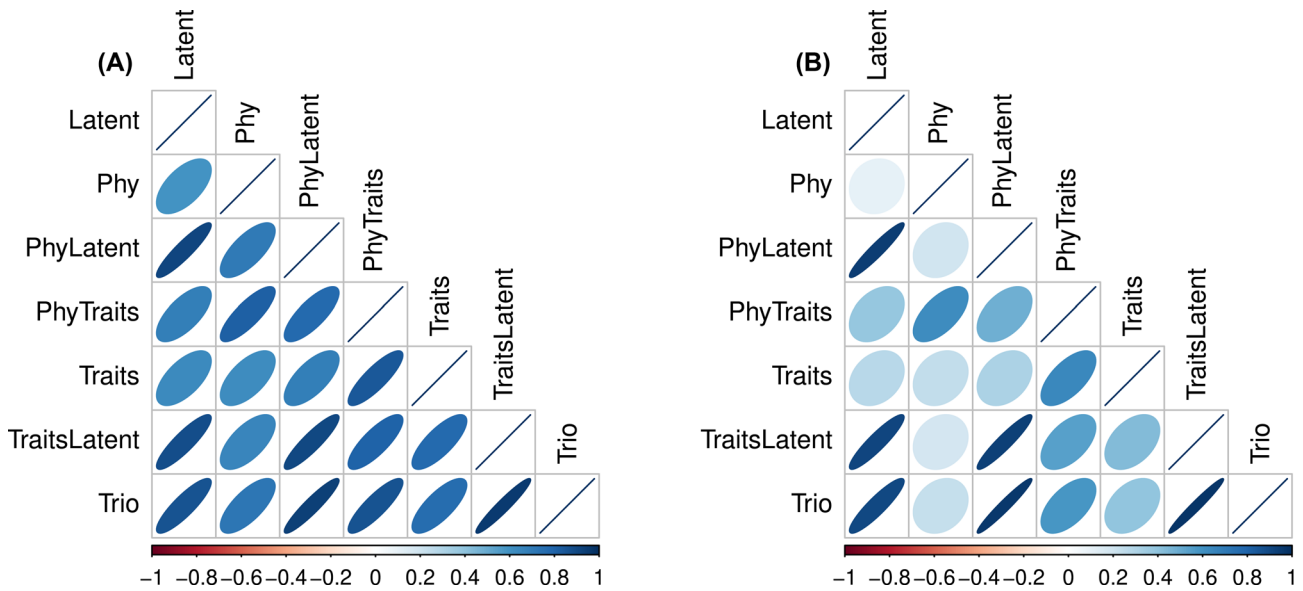 (A)
Latent
Phy
PhyLatent
PhyTraits
Traits
TraitsLatent
Trio
Latent
Phy
PhyLatent
PhyTraits
Traits
TraitsLatent
Trio
−1 −0.8 −0.6 −0.4 −0.2 0 0.2 0.4 0.6 0.8 1
(B)
Latent
Phy
PhyLatent
PhyTraits
Traits
TraitsLatent
Trio
Latent
Phy
PhyLatent
PhyTraits
Traits
TraitsLatent
Trio
−1 −0.8 −0.6 −0.4 −0.2 0 0.2 0.4 0.6 0.8 1